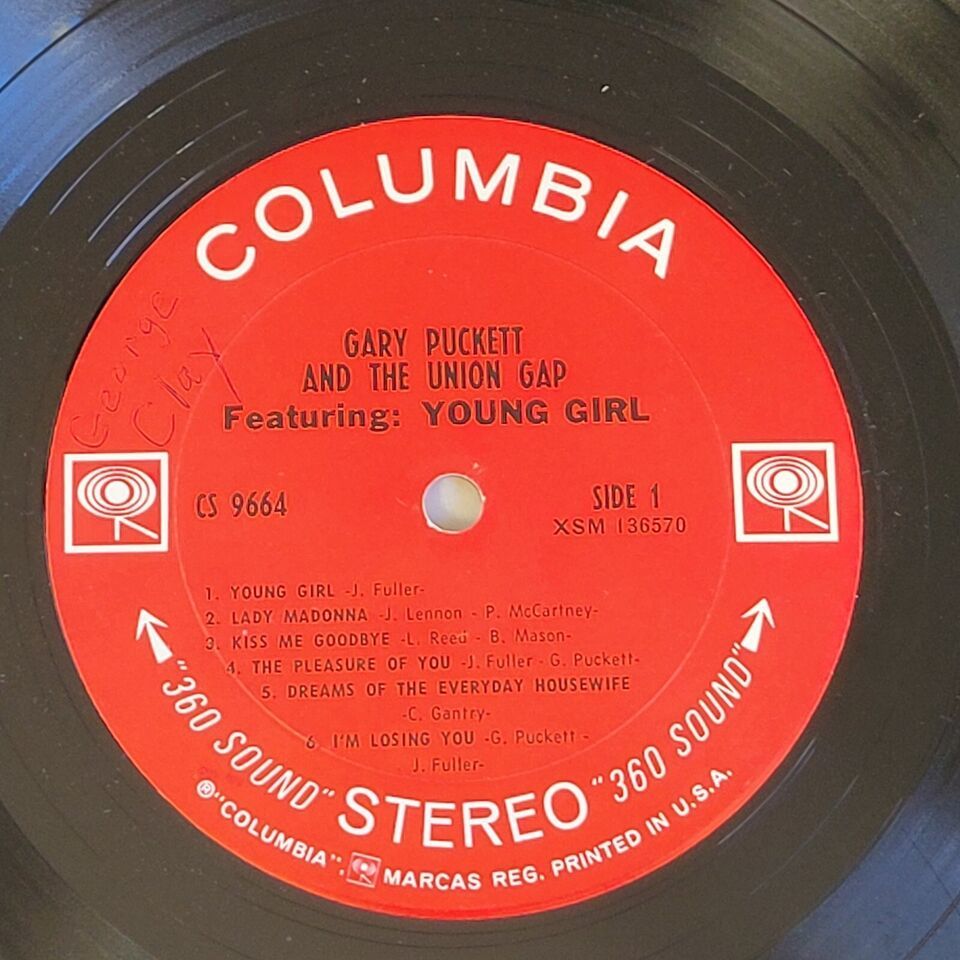 COLUMBIA
George
Clay
GARY PUCKETT
AND THE UNION GAP
Featuring: YOUNG GIRL
CS 9664
SIDE 1
XSM 136570
1. YOUNG GIRL -J. Fuller-
2. LADY MADONNA -J. Lennon - P. McCartney-
3. KISS ME GOODBYE -L. Reed - B. Mason-
4. THE PLEASURE OF YOU -J. Fuller - G. Puckett-
5. DREAMS OF THE EVERYDAY HOUSEWIFE
-C. Gantry-
6. I'M LOSING YOU -G. Puckett -
J. Fuller-
"360 SOUND" STEREO "360 SOUND"
® "COLUMBIA", MARCAS REG. PRINTED IN U.S.A.